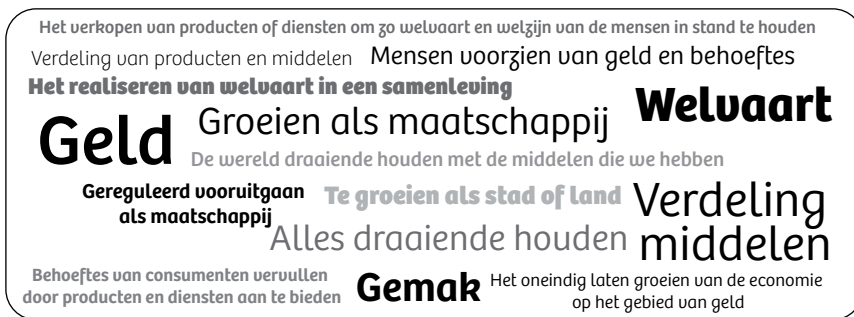 Het verkopen van producten of diensten om zo welvaart en welzijn van de mensen in stand te houden
Verdeling van producten en middelen
Mensen voorzien van geld en behoeftes
Het realiseren van welvaart in een samenleving
Welvaart
Geld
Groeien als maatschappij
De wereld draaiende houden met de middelen die we hebben
Gereguleerd vooruitgaan
als maatschappij
Te groeien als stad of land
Verdeling
middelen
Alles draaiende houden
Behoeftes van consumenten vervullen
door producten en diensten aan te bieden
Gemak
Het oneindig laten groeien van de economie
op het gebied van geld